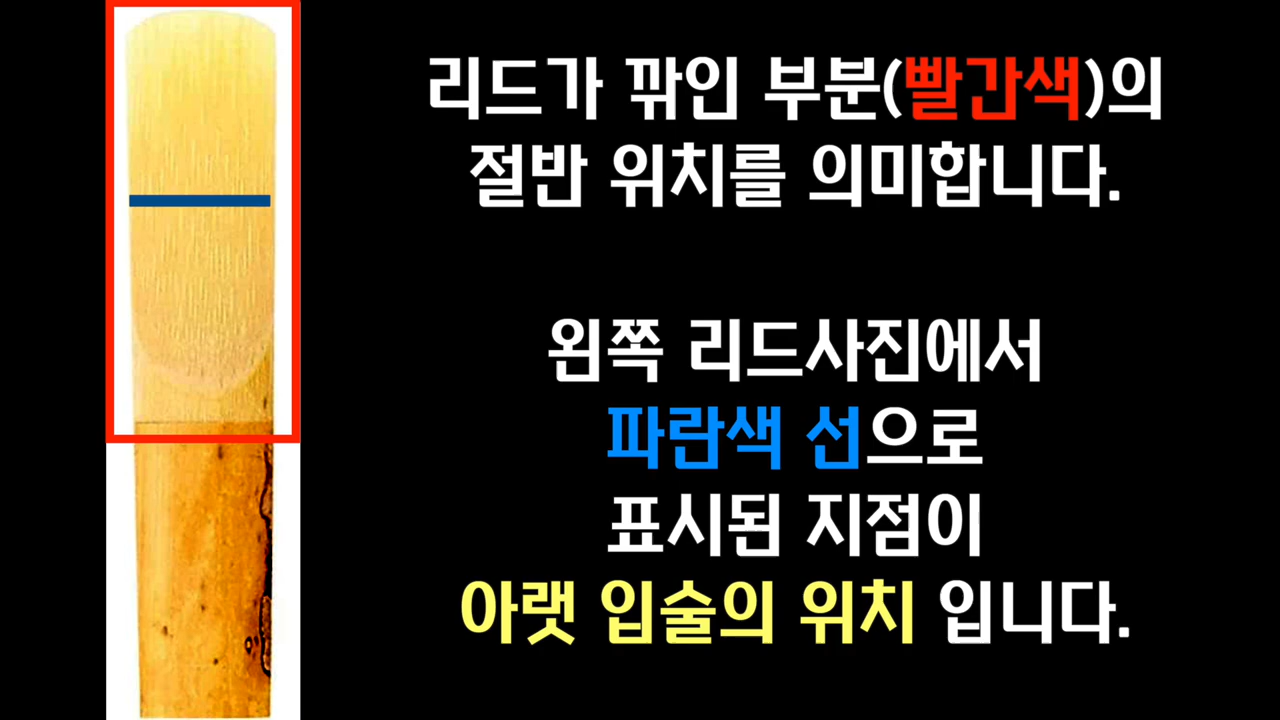 리드가 깎인 부분(빨간색)의
절반 위치를 의미합니다.
왼쪽 리드사진에서
파란색 선으로
표시된 지점이
아랫 입술의 위치 입니다.